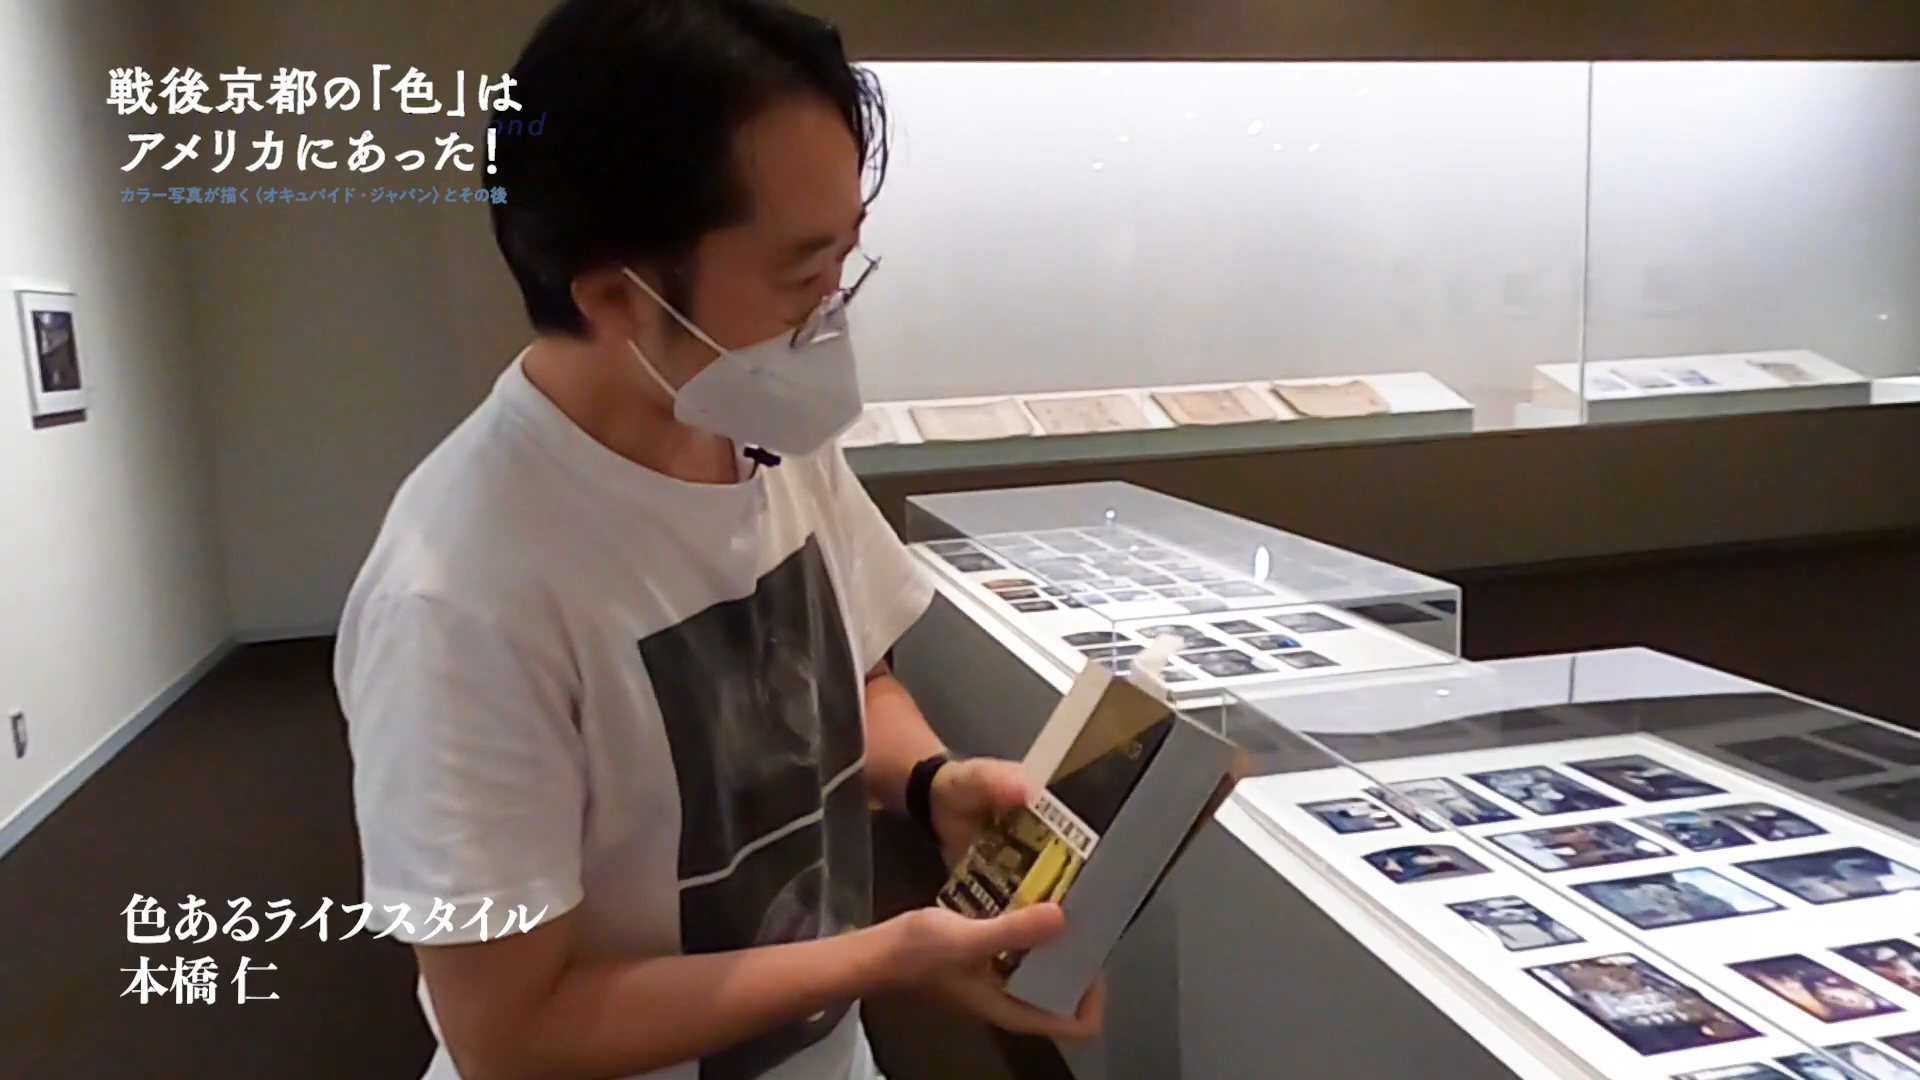 戦後京都の「色」は
アメリカにあった!
カラー写真が描く〈オキュパイド・ジャパン〉とその後
色あるライフスタイル
本橋 仁